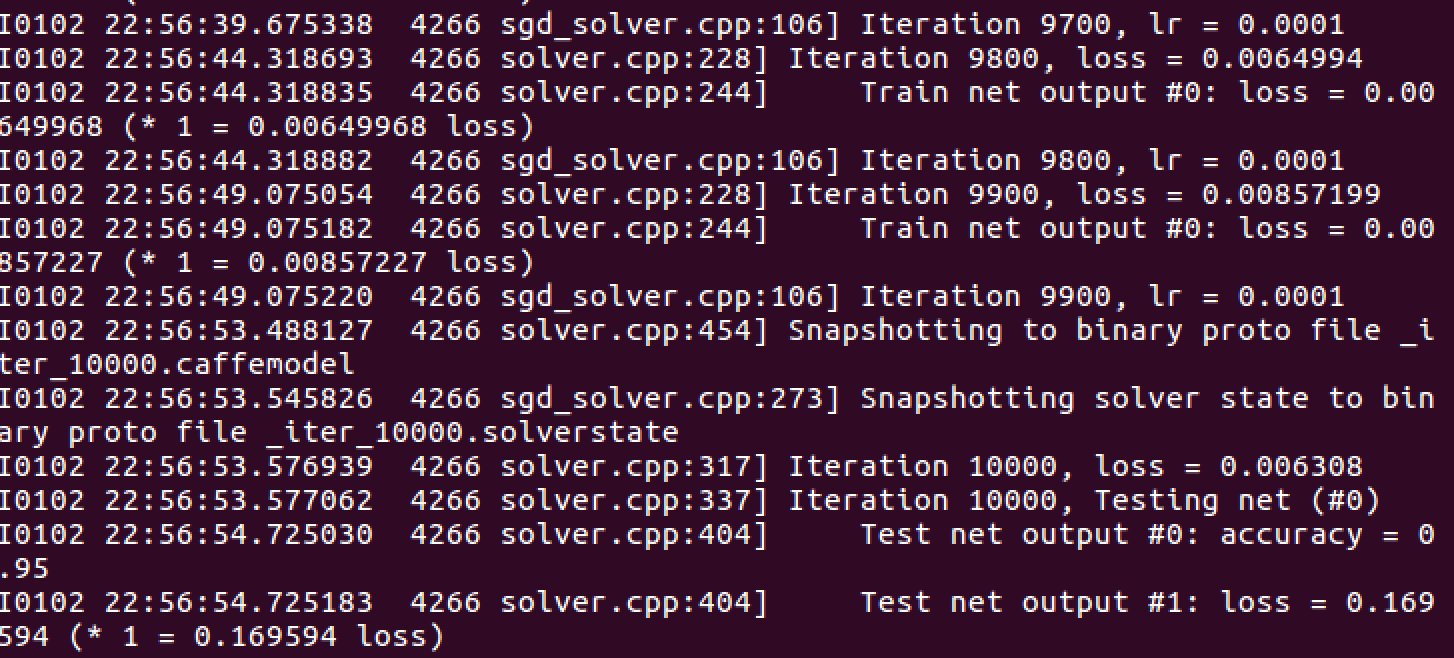 I0102 22:56:39.675338  4266 sgd_solver.cpp:106] Iteration 9700, lr = 0.0001
I0102 22:56:44.318693  4266 solver.cpp:228] Iteration 9800, loss = 0.0064994
I0102 22:56:44.318835  4266 solver.cpp:244]     Train net output #0: loss = 0.00
649968 (* 1 = 0.00649968 loss)
I0102 22:56:44.318882  4266 sgd_solver.cpp:106] Iteration 9800, lr = 0.0001
I0102 22:56:49.075054  4266 solver.cpp:228] Iteration 9900, loss = 0.00857199
I0102 22:56:49.075182  4266 solver.cpp:244]     Train net output #0: loss = 0.00
857227 (* 1 = 0.00857227 loss)
I0102 22:56:49.075220  4266 sgd_solver.cpp:106] Iteration 9900, lr = 0.0001
I0102 22:56:53.488127  4266 solver.cpp:454] Snapshotting to binary proto file _i
ter_10000.caffemodel
I0102 22:56:53.545826  4266 sgd_solver.cpp:273] Snapshotting solver state to bin
ary proto file _iter_10000.solverstate
I0102 22:56:53.576939  4266 solver.cpp:317] Iteration 10000, loss = 0.006308
I0102 22:56:53.577062  4266 solver.cpp:337] Iteration 10000, Testing net (#0)
I0102 22:56:54.725030  4266 solver.cpp:404]     Test net output #0: accuracy = 0
.95
I0102 22:56:54.725183  4266 solver.cpp:404]     Test net output #1: loss = 0.169
594 (* 1 = 0.169594 loss)